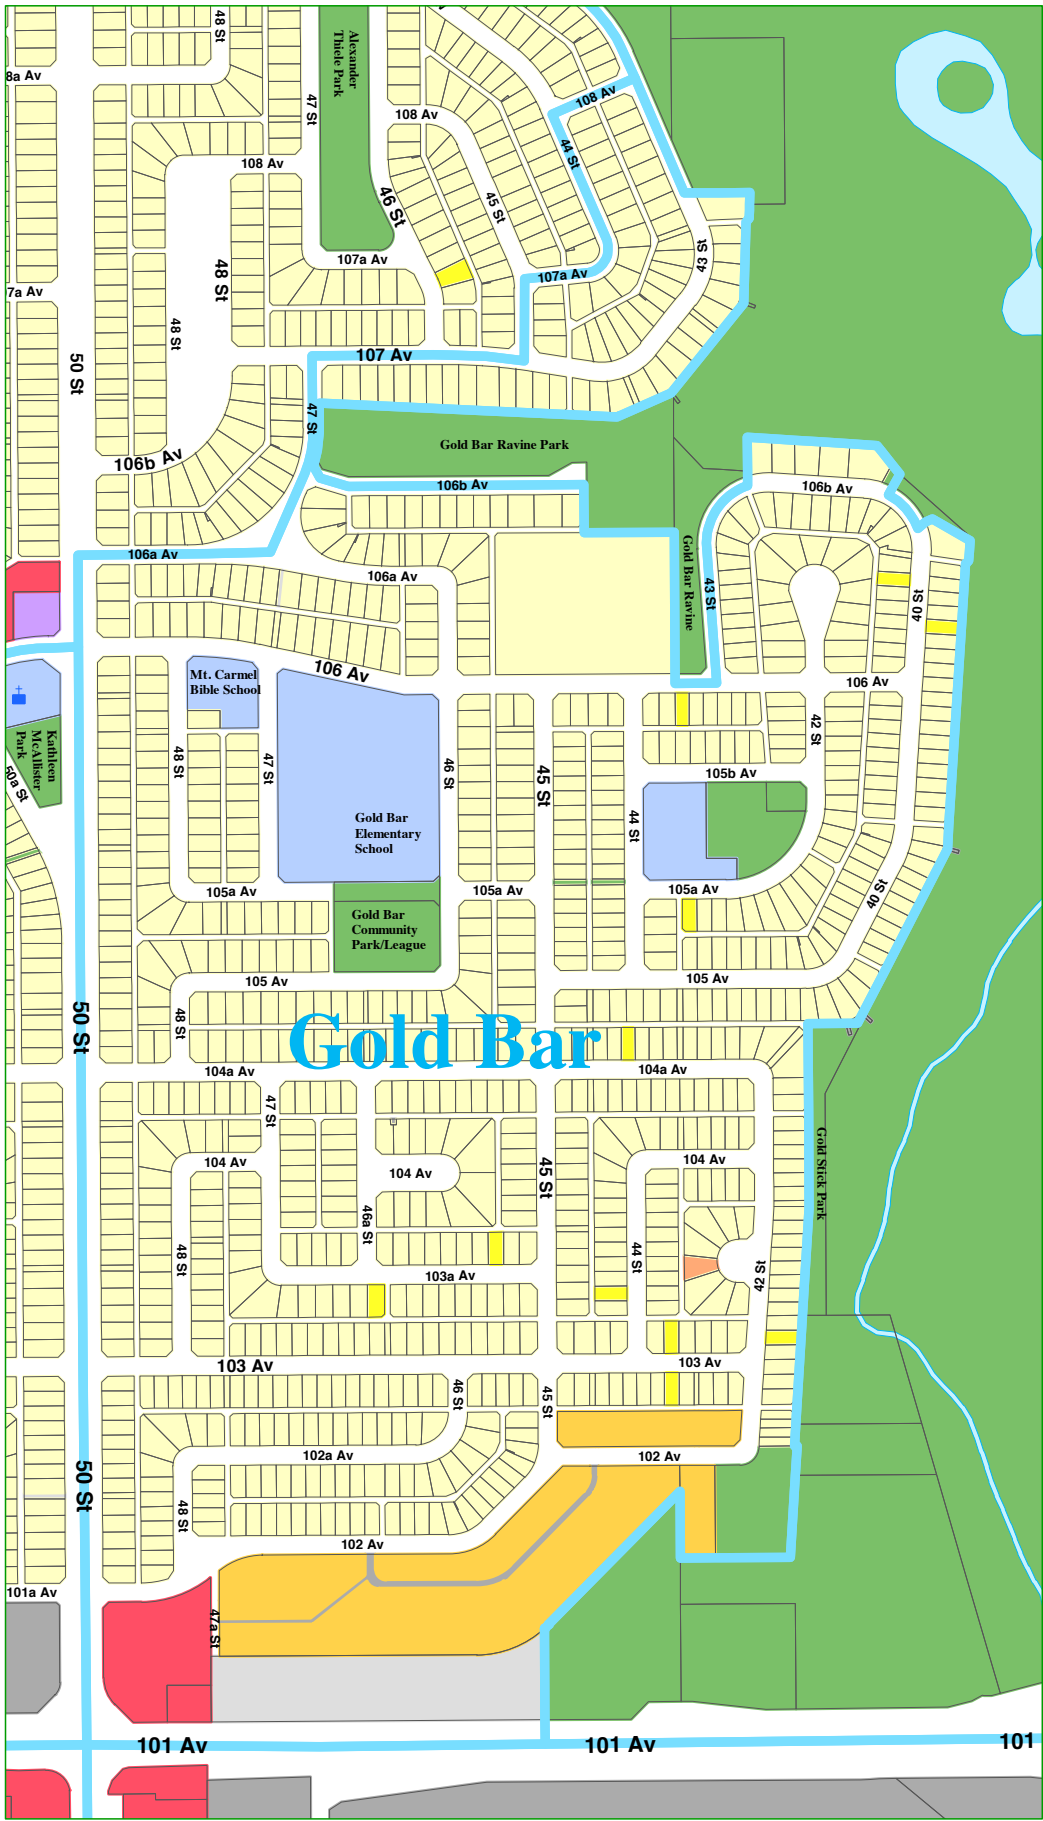 48 St
Alexander
Thiele Park
8a Av
47 St
108 Av
108 Av
44 St
108 Av
46 St
45 St
43 St
107a Av
107a Av
48 St
7a Av
48 St
50 St
107 Av
47 St
Gold Bar Ravine Park
106b Av
106b Av
106b Av
106a Av
106a Av
Gold Bar Ravine
43 St
40 St
106 Av
106 Av
Mt. Carmel
Bible School
Kathleen
McAllister
Park
50a St
48 St
47 St
46 St
45 St
42 St
105b Av
44 St
Gold Bar
Elementary
School
105a Av
105a Av
105a Av
40 St
Gold Bar
Community
Park/League
105 Av
105 Av
50 St
48 St
Gold Bar
104a Av
104a Av
47 St
104 Av
104 Av
104 Av
45 St
Gold Stick Park
46a St
48 St
44 St
42 St
103a Av
103 Av
103 Av
46 St
45 St
102a Av
102 Av
50 St
48 St
102 Av
101a Av
47a St
101 Av
101 Av
101